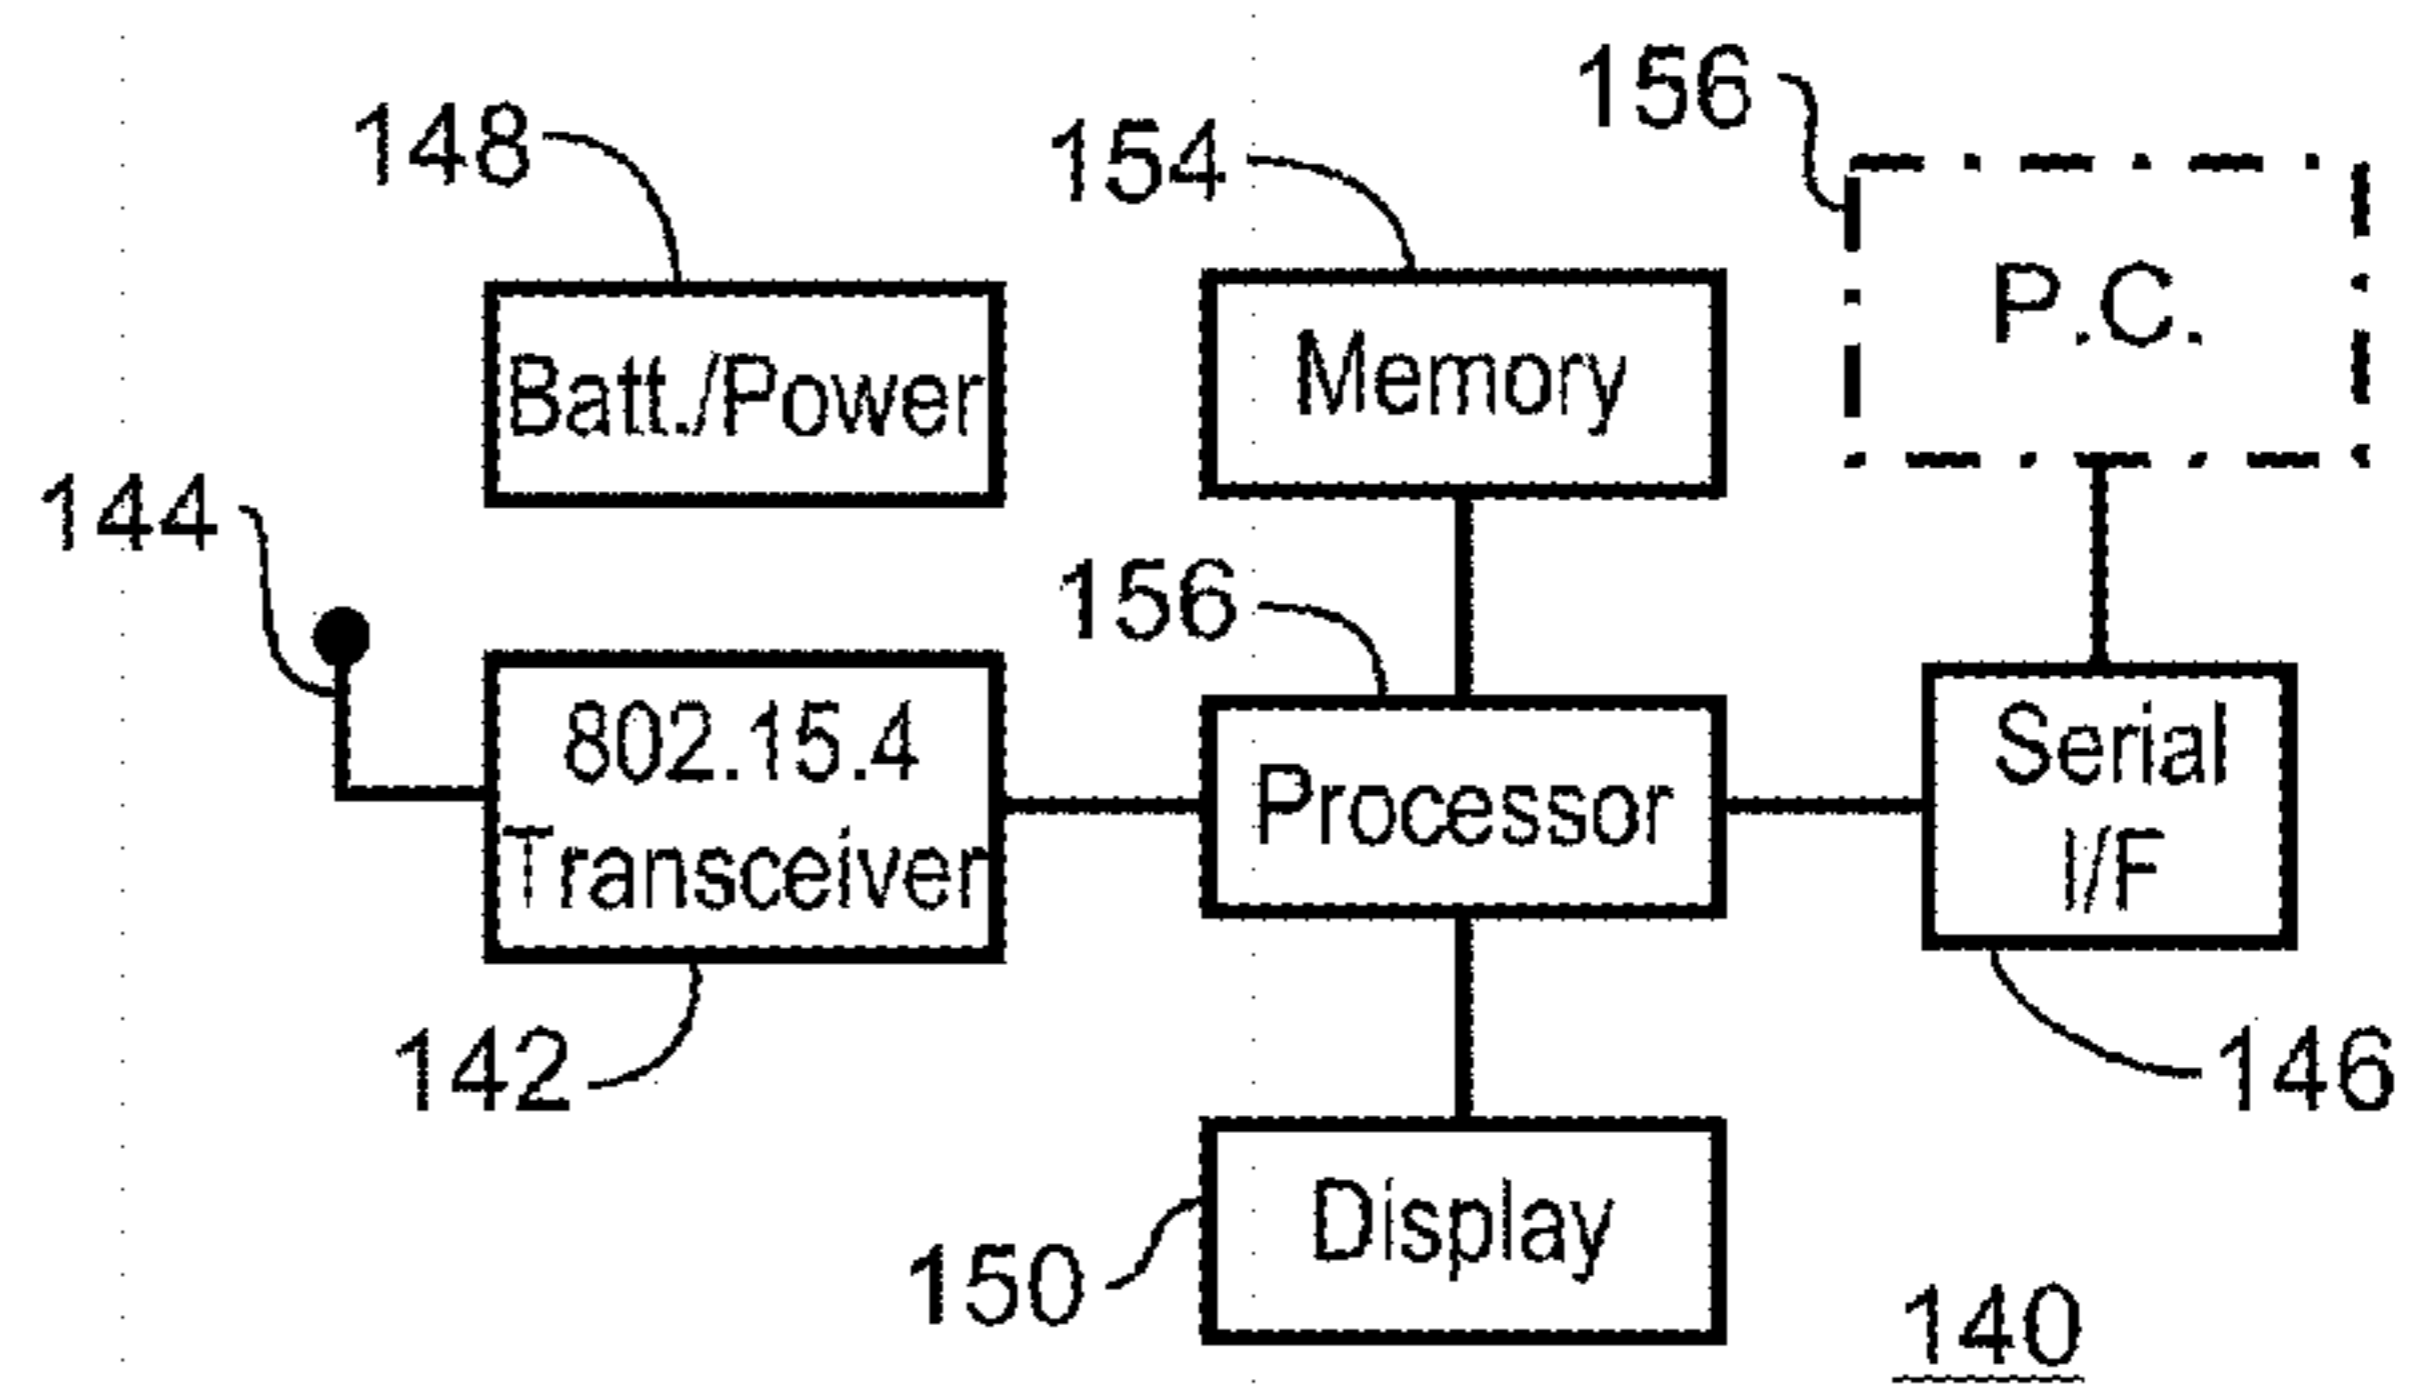 156
148
154
P.C.
Batt./Power
Memory
144
156
802.15.4
Transceiver
Processor
Serial
I/F
142
146
150
Display
140